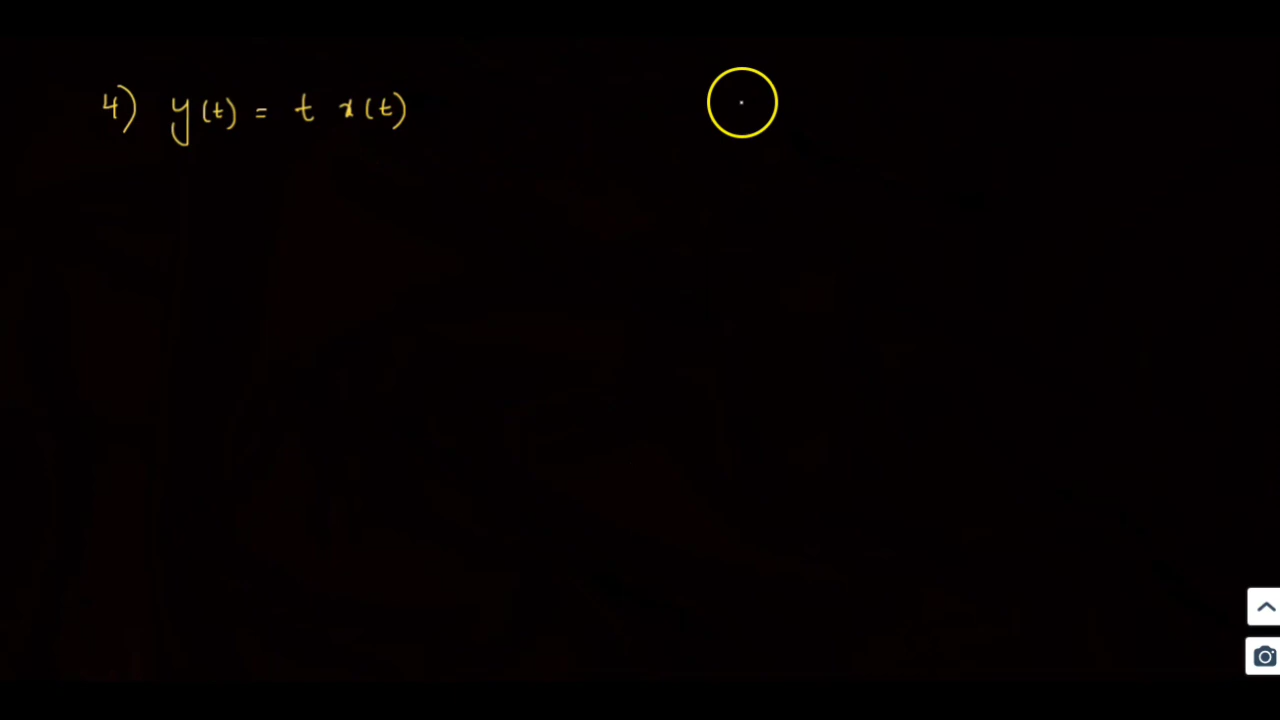 4) y(t) = t x(t)